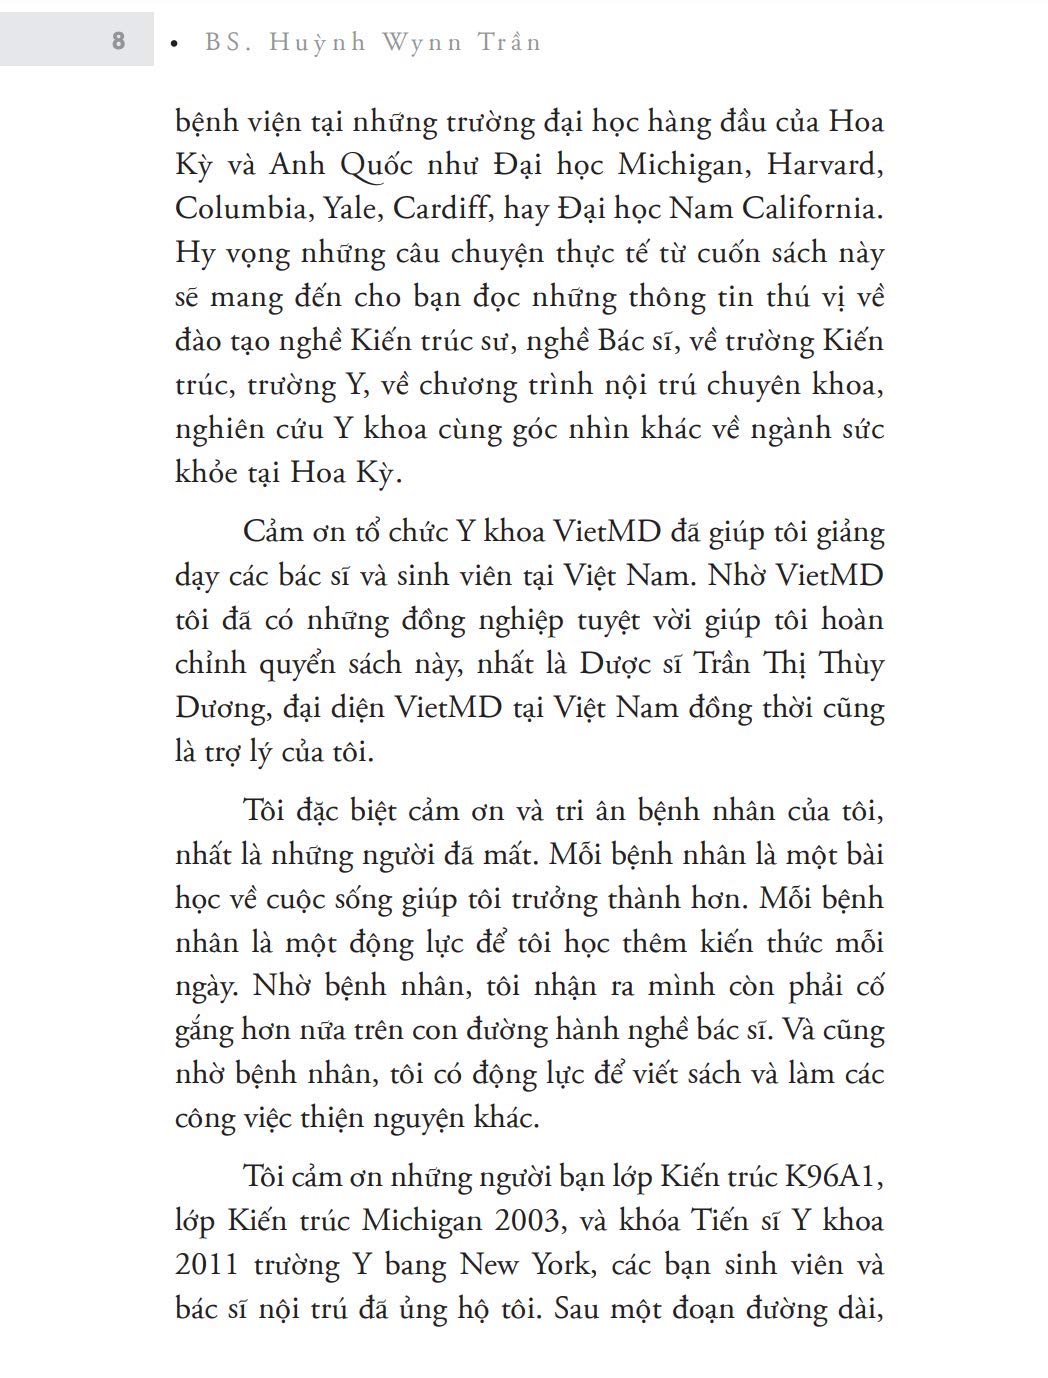 8 • BS. Huỳnh Wynn Trần
bệnh viện tại những trường đại học hàng đầu của Hoa
Kỳ và Anh Quốc như Đại học Michigan, Harvard,
Columbia, Yale, Cardiff, hay Đại học Nam California.
Hy vọng những câu chuyện thực tế từ cuốn sách này
sẽ mang đến cho bạn đọc những thông tin thú vị về
đào tạo nghề Kiến trúc sư, nghề Bác sĩ, về trường Kiến
trúc, trường Y, về chương trình nội trú chuyên khoa,
nghiên cứu Y khoa cùng góc nhìn khác về ngành sức
khỏe tại Hoa Kỳ.
Cảm ơn tổ chức Y khoa VietMD đã giúp tôi giảng
dạy các bác sĩ và sinh viên tại Việt Nam. Nhờ VietMD
tôi đã có những đồng nghiệp tuyệt vời giúp tôi hoàn
chỉnh quyển sách này, nhất là Dược sĩ Trần Thị Thùy
Dương, đại diện VietMD tại Việt Nam đồng thời cũng
là trợ lý của tôi.
Tôi đặc biệt cảm ơn và tri ân bệnh nhân của tôi,
nhất là những người đã mất. Mỗi bệnh nhân là một bài
học về cuộc sống giúp tôi trưởng thành hơn. Mỗi bệnh
nhân là một động lực để tôi học thêm kiến thức mỗi
ngày. Nhờ bệnh nhân, tôi nhận ra mình còn phải cố
gắng hơn nữa trên con đường hành nghề bác sĩ. Và cũng
nhờ bệnh nhân, tôi có động lực để viết sách và làm các
công việc thiện nguyện khác.
Tôi cảm ơn những người bạn lớp Kiến trúc K96A1,
lớp Kiến trúc Michigan 2003, và khóa Tiến sĩ Y khoa
2011 trường Y bang New York, các bạn sinh viên và
bác sĩ nội trú đã ủng hộ tôi. Sau một đoạn đường dài,